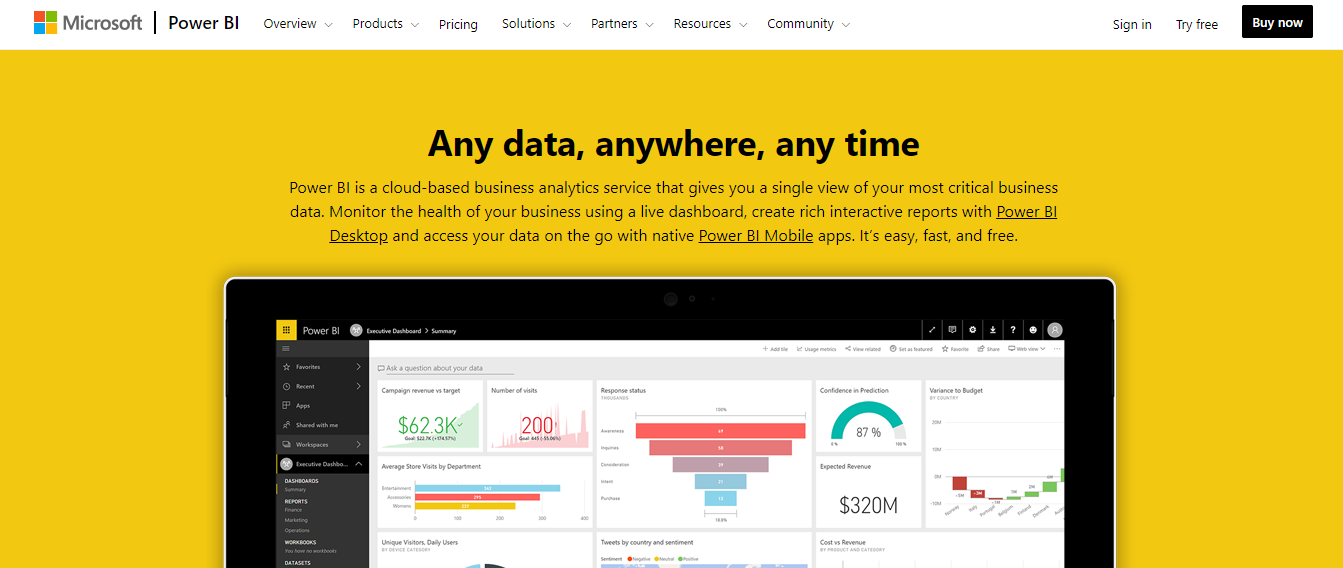 Microsoft | Power BI Overview Products Pricing Solutions Partners Resources Community Sign in Try free Buy now
Any data, anywhere, any time
Power BI is a cloud-based business analytics service that gives you a single view of your most critical business
data. Monitor the health of your business using a live dashboard, create rich interactive reports with Power BI
Desktop and access your data on the go with native Power BI Mobile apps. It's easy, fast, and free.
Power BI Executive Dashboard > Summary
Add tile Usage metrics View related Set as featured Favorite Share Web view
Favorites
Recent
Apps
Shared with me
Workspaces
Executive Dashbo...
DASHBOARDS
Summary
REPORTS
Finance
Marketing
Operations
WORKBOOKS
You have no workbooks
DATASETS
Ask a question about your data
Campaign revenue vs target
$62.3K
Goal: $22.7K (+174.57%)
Number of visits
200
Goal: 445 (-55.06%)
Response status
THOUSANDS
100%
Awareness 69
Inquiries 50
Consideration 39
Intent 21
Purchase 13
18.8%
Confidence in Prediction
87 %
0 % 100 %
Variance to Budget
BY COUNTRY
20M
10M
0M
-10M
Norway Italy Portugal Belgium Finland Denmark
Average Store Visits by Department
Entertainment
Accessories 295
Womens
0 100 200 300 400
Expected Revenue
$320M
Unique Visitors, Daily Users
BY DEVICE CATEGORY
Tweets by country and sentiment
Sentiment Negative Neutral Positive
Cost vs Revenue
BY PRODUCT AND CATEGORY